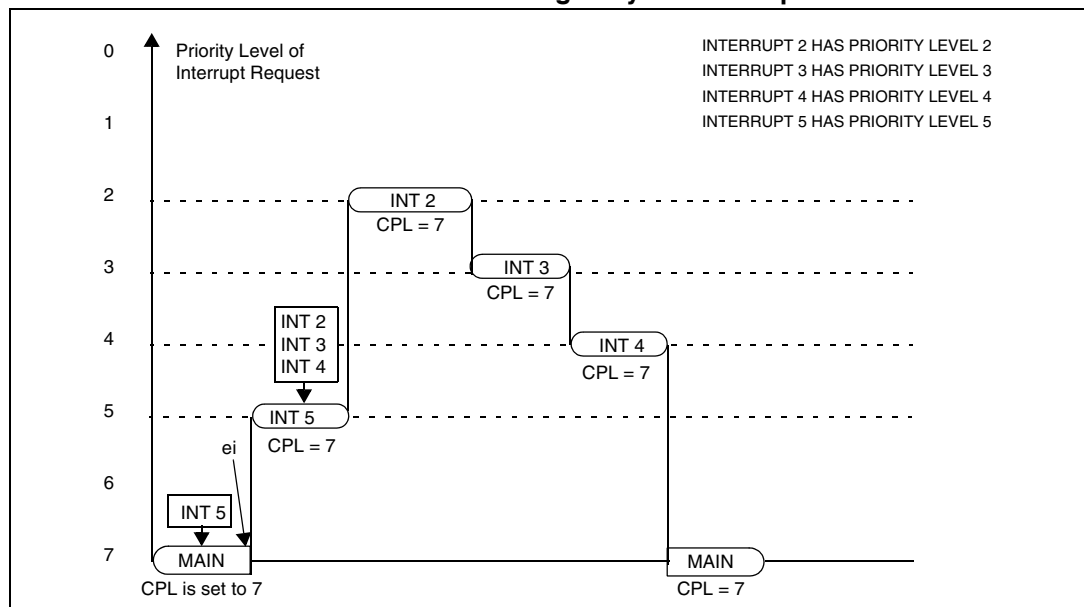 0
Priority Level of
Interrupt Request
INTERRUPT 2 HAS PRIORITY LEVEL 2
INTERRUPT 3 HAS PRIORITY LEVEL 3
INTERRUPT 4 HAS PRIORITY LEVEL 4
INTERRUPT 5 HAS PRIORITY LEVEL 5
1
2
INT 2
CPL = 7
3
INT 3
CPL = 7
INT 2
INT 3
INT 4
4
INT 4
CPL = 7
5
INT 5
CPL = 7
ei
6
INT 5
7
MAIN
CPL is set to 7
MAIN
CPL = 7